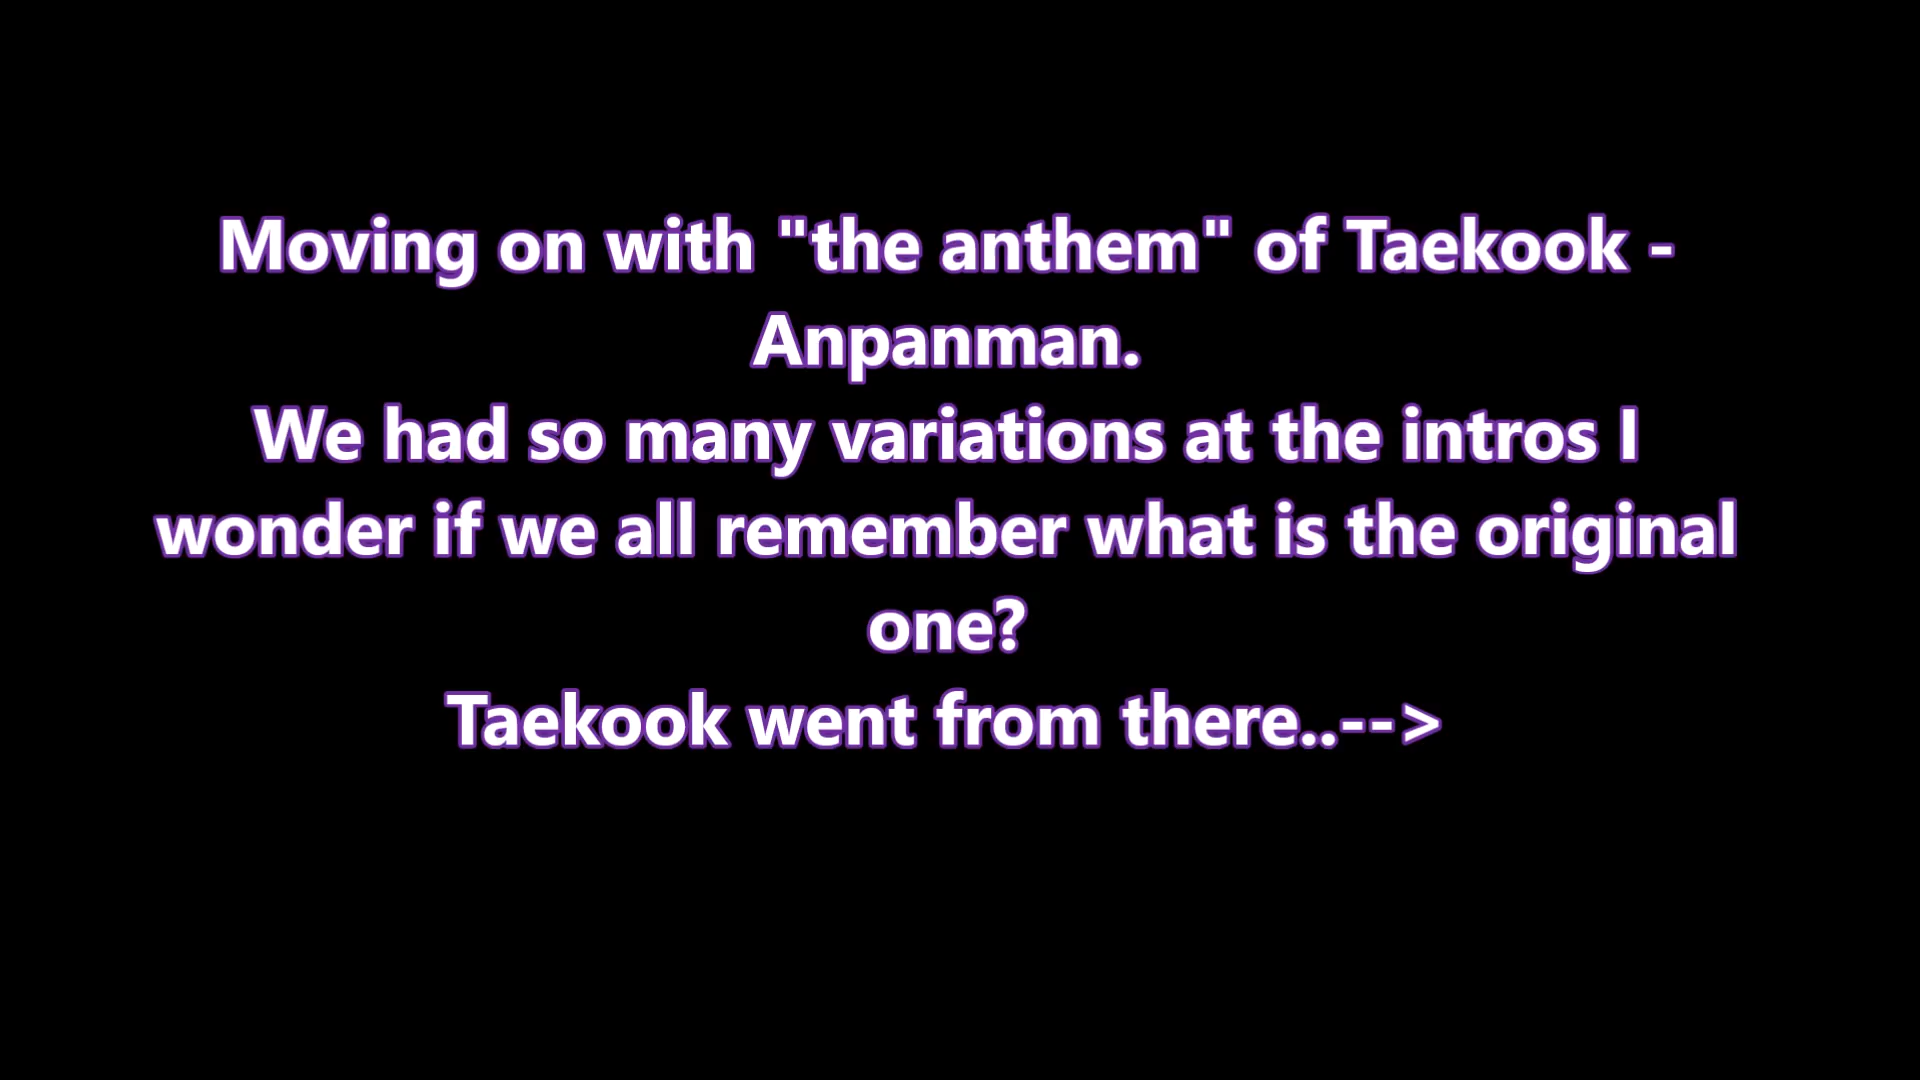 Moving on with "the anthem" of Taekook -
Anpanman.
We had so many variations at the intros I
wonder if we all remember what is the original
one?
Taekook went from there..-->